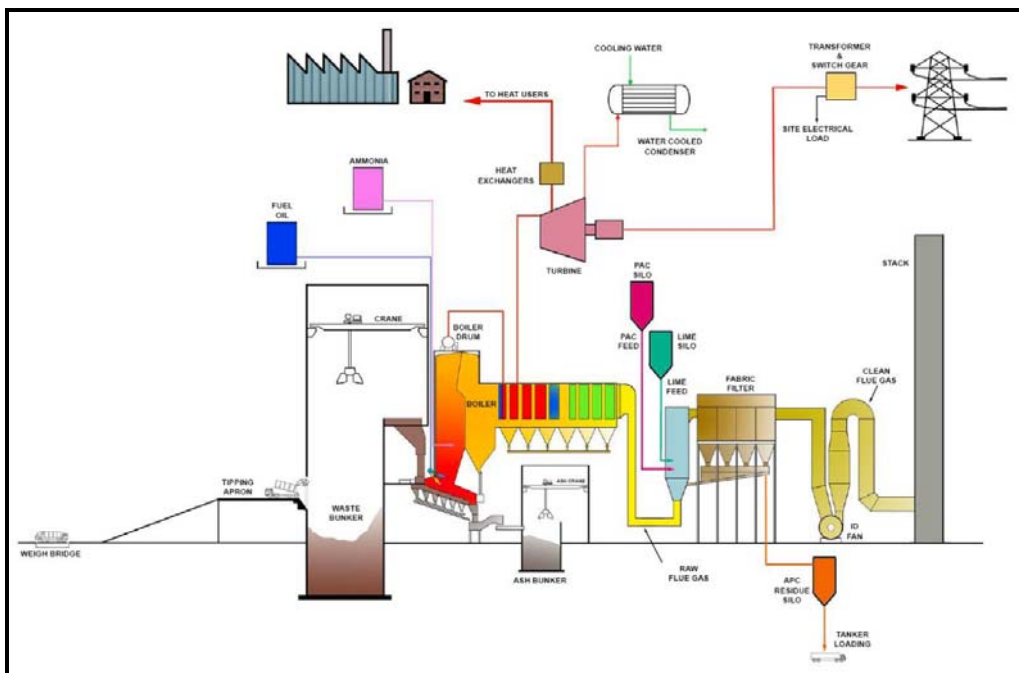 COOLING WATER
TRANSFORMER
&
SWITCH GEAR
TO HEAT USERS
SITE ELECTRICAL
LOAD
WATER COOLED
CONDENSER
AMMONIA
HEAT
EXCHANGERS
FUEL
OIL
TURBINE
STACK
PAC
SILO
CRANE
BOILER
DRUM
PAC
FEED
LIME
SILO
CLEAN
FLUE GAS
FABRIC
FILTER
LIME
FEED
BOILER
ASH CRANE
TIPPING
APRON
WASTE
BUNKER
ID
FAN
WEIGH BRIDGE
ASH BUNKER
RAW
FLUE GAS
APC
RESIDUE
SILO
TANKER
LOADING